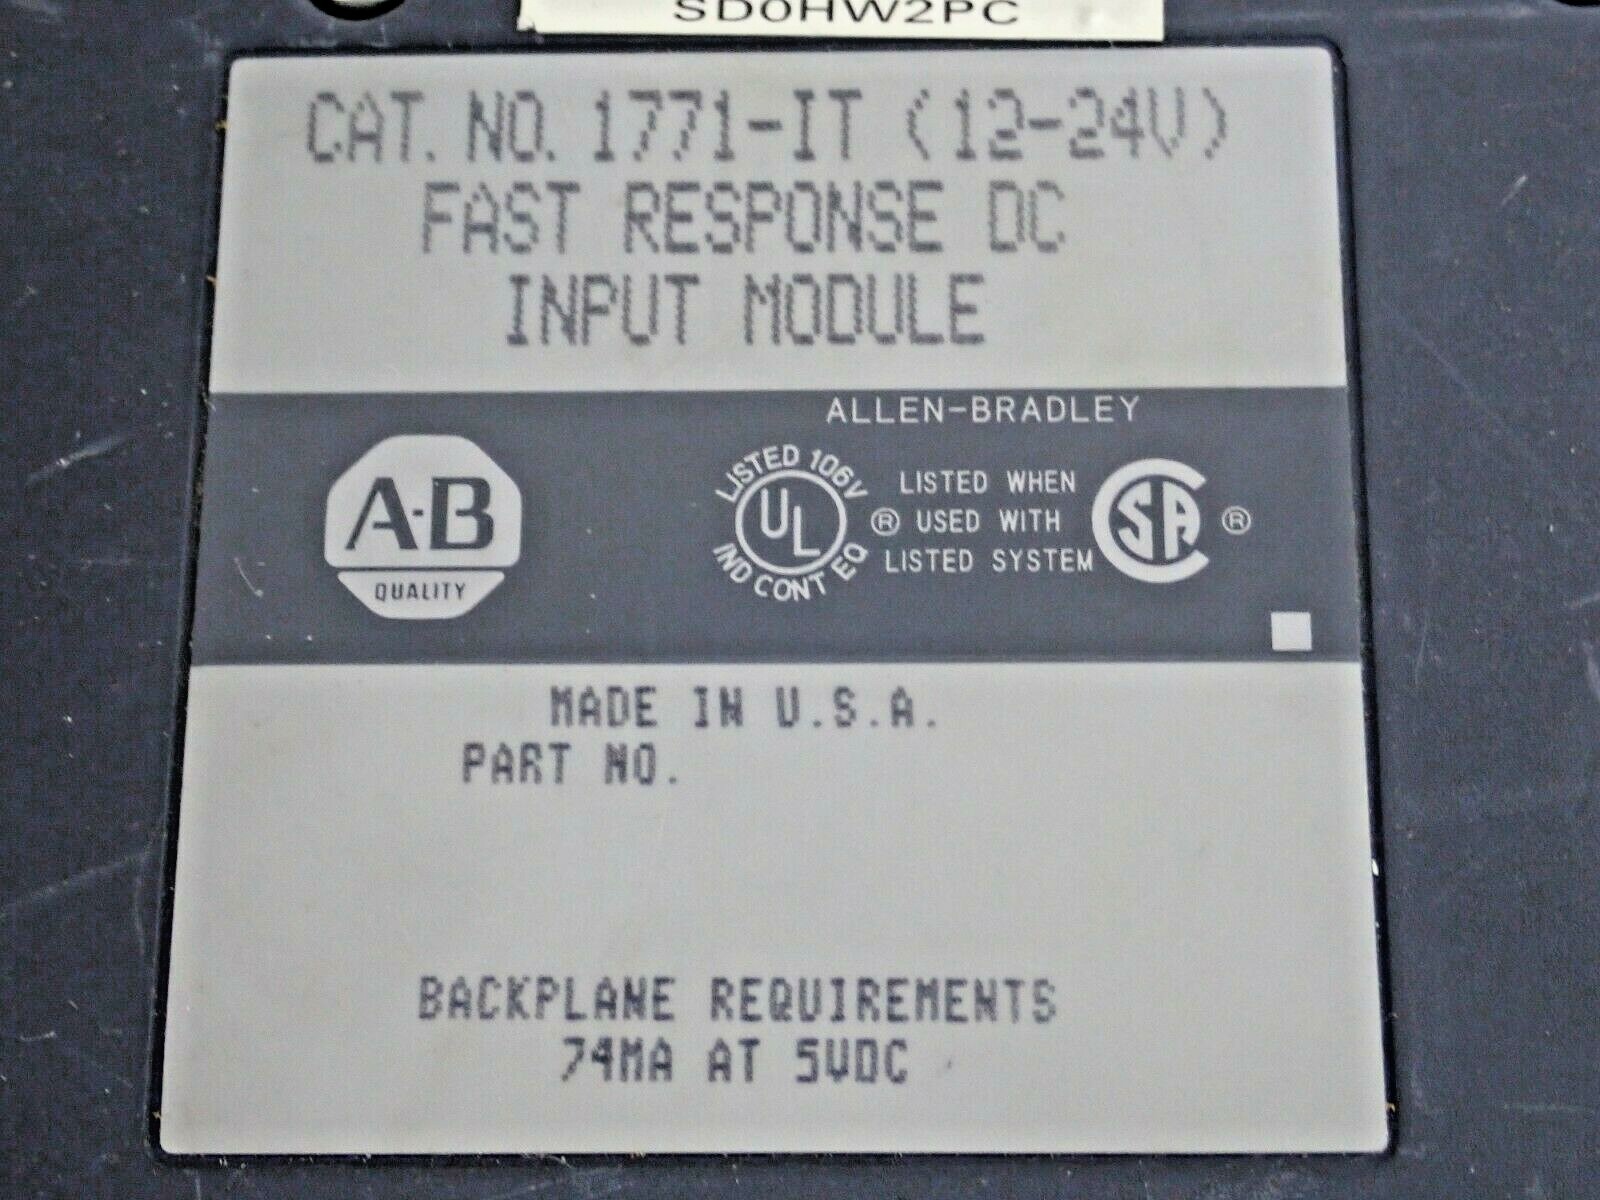 SD0HW2PC
CAT. NO. 1771-IT (12-24V)
FAST RESPONSE DC
INPUT MODULE
ALLEN-BRADLEY
A-B
QUALITY
LISTED 106V
UL
IND CONT EQ
®
LISTED WHEN
USED WITH
LISTED SYSTEM
CSA
®
MADE IN U.S.A.
PART NO.
BACKPLANE REQUIREMENTS
74MA AT 5VDC